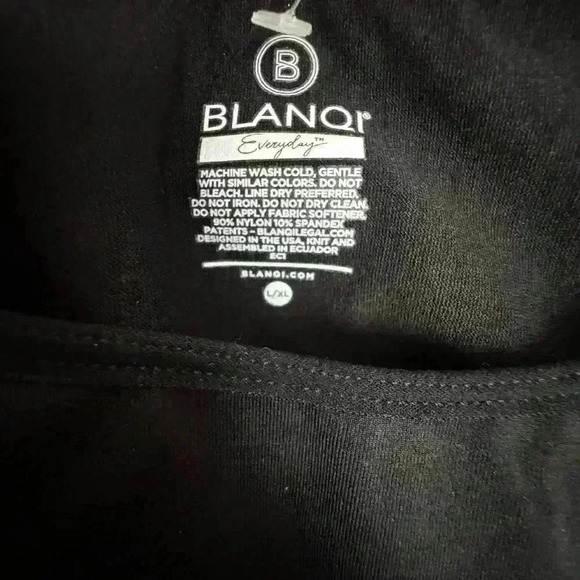 B
BLANQI®
Everyday™
MACHINE WASH COLD, GENTLE
WITH SIMILAR COLORS. DO NOT
BLEACH. LINE DRY PREFERRED.
DO NOT IRON. DO NOT DRY CLEAN.
DO NOT APPLY FABRIC SOFTENER.
90% NYLON 10% SPANDEX
PATENTS - BLANQILEGAL.COM
DESIGNED IN THE USA, KNIT AND
ASSEMBLED IN ECUADOR
EC1
BLANQI.COM
L/XL